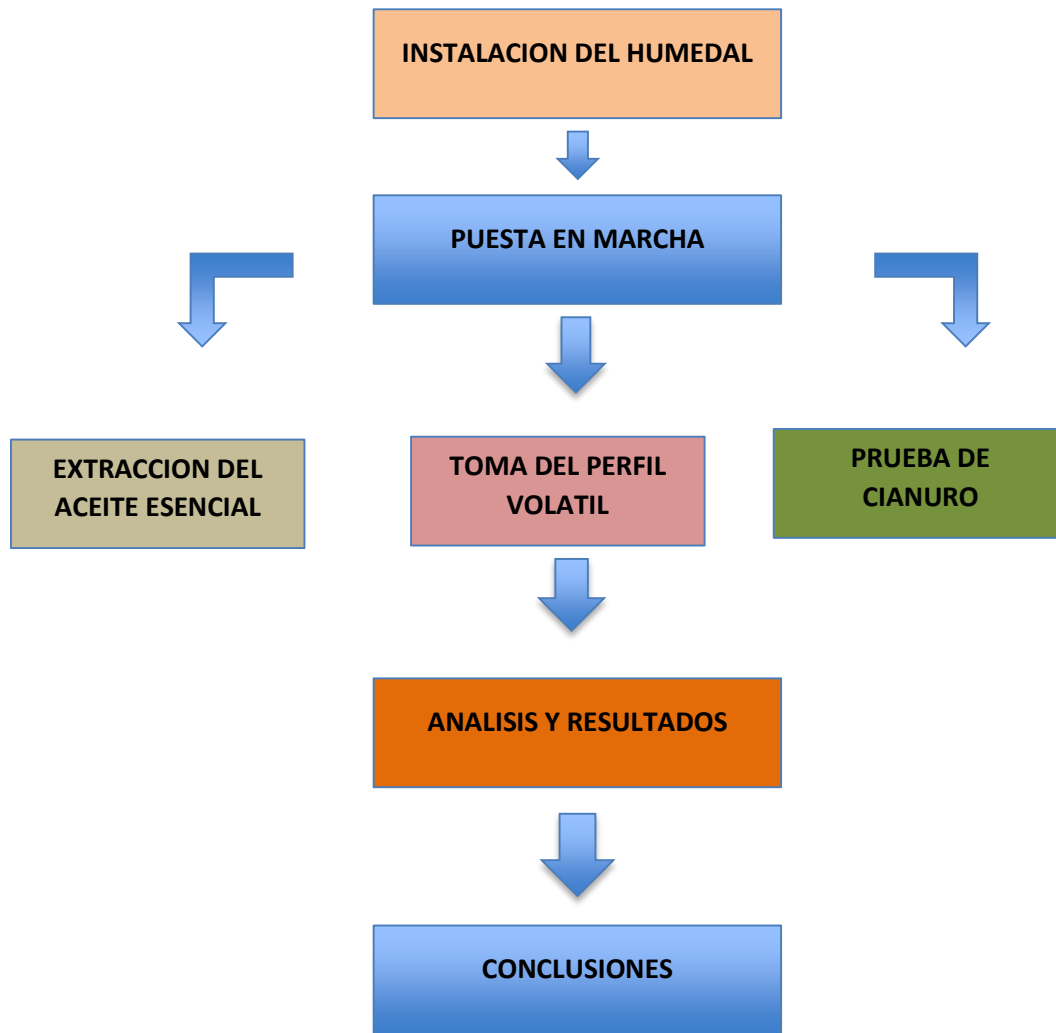 INSTALACION DEL HUMEDAL
PUESTA EN MARCHA
EXTRACCION DEL
ACEITE ESENCIAL
TOMA DEL PERFIL
VOLATIL
PRUEBA DE
CIANURO
ANALISIS Y RESULTADOS
CONCLUSIONES